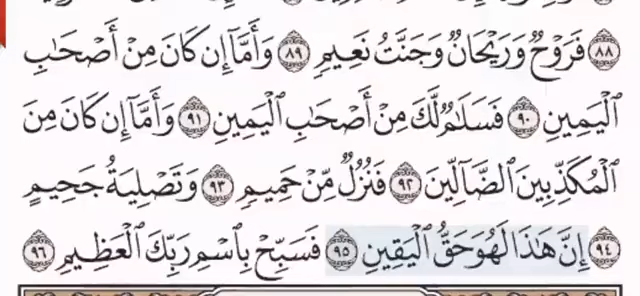 ﴿٨٨﴾ فَرَوْحٌ وَرَيْحَانٌ وَجَنَّتُ نَعِيمٍ ﴿٨٩﴾ وَأَمَّآ إِن كَانَ مِنْ أَصْحَٰبِ
ٱلْيَمِينِ ﴿٩٠﴾ فَسَلَٰمٌ لَّكَ مِنْ أَصْحَٰبِ ٱلْيَمِينِ ﴿٩١﴾ وَأَمَّآ إِن كَانَ مِنَ
ٱلْمُكَذِّبِينَ ٱلضَّآلِّينَ ﴿٩٢﴾ فَنُزُلٌ مِّنْ حَمِيمٍ ﴿٩٣﴾ وَتَصْلِيَةُ جَحِيمٍ
﴿٩٤﴾ إِنَّ هَٰذَا لَهُوَ حَقُّ ٱلْيَقِينِ ﴿٩٥﴾ فَسَبِّحْ بِٱسْمِ رَبِّكَ ٱلْعَظِيمِ ﴿٩٦﴾